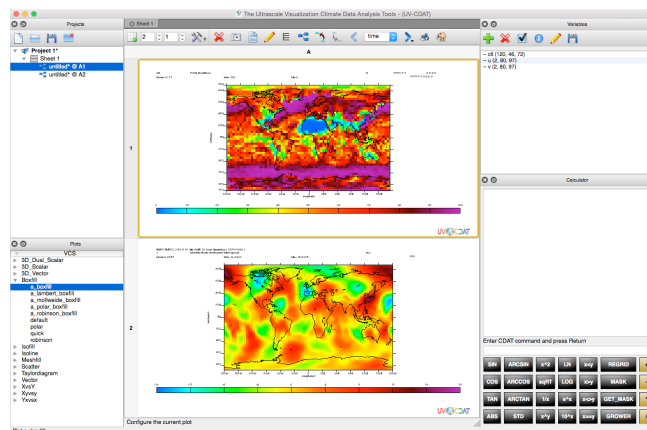 The Ultrascale Visualization Climate Data Analysis Tools - (UV-CDAT)
Projects
Project 1*
Sheet 1
untitled* @ A1
untitled* @ A2
Plots
VCS
3D_Dual_Scalar
3D_Scalar
3D_Vector
Boxfill
a_boxfill
a_lambert_boxfill
a_mollweide_boxfill
a_polar_boxfill
a_robinson_boxfill
default
polar
quick
robinson
Isofill
Isoline
Meshfill
Scatter
Taylordiagram
Vector
XvsY
Xyvsy
Yxvsx
Sheet 1
2
1
time
A
1
UV-CDAT
2
UV-CDAT
Configure the current plot
Variables
clt (120, 46, 72)
u (2, 80, 97)
v (2, 80, 97)
Calculator
Enter CDAT command and press Return
SIN ARCSIN x^2 LN x<y REGRID
COS ARCCOS sqRT LOG x>y MASK
TAN ARCTAN 1/x e^x x<>y GET_MASK
ABS STD x^y 10^x x==y GROWER